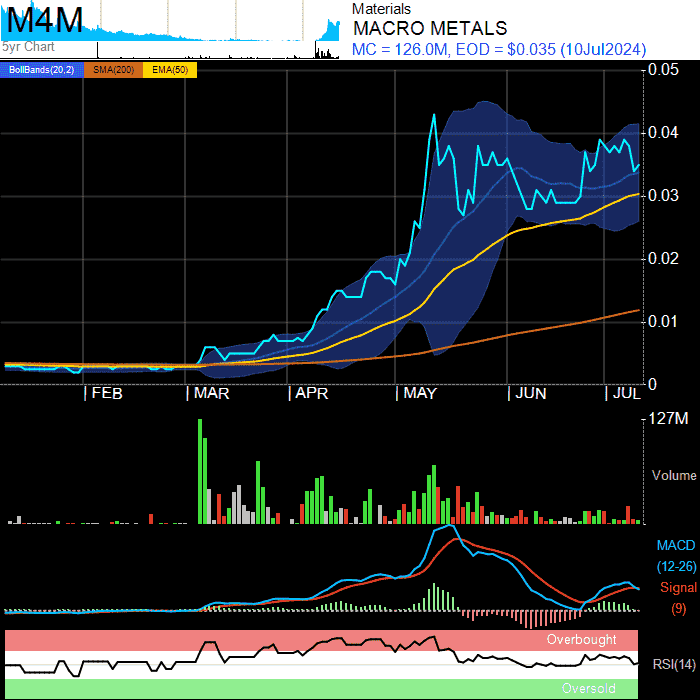 M4M
5yr Chart
Materials
MACRO METALS
MC = 126.0M, EOD = $0.035 (10Jul2024)
BollBands(20,2) SMA(200) EMA(50)
0.05
0.04
0.03
0.02
0.01
0
FEB MAR APR MAY JUN JUL
127M
Volume
MACD
(12-26)
Signal
(9)
Overbought
RSI(14)
Oversold